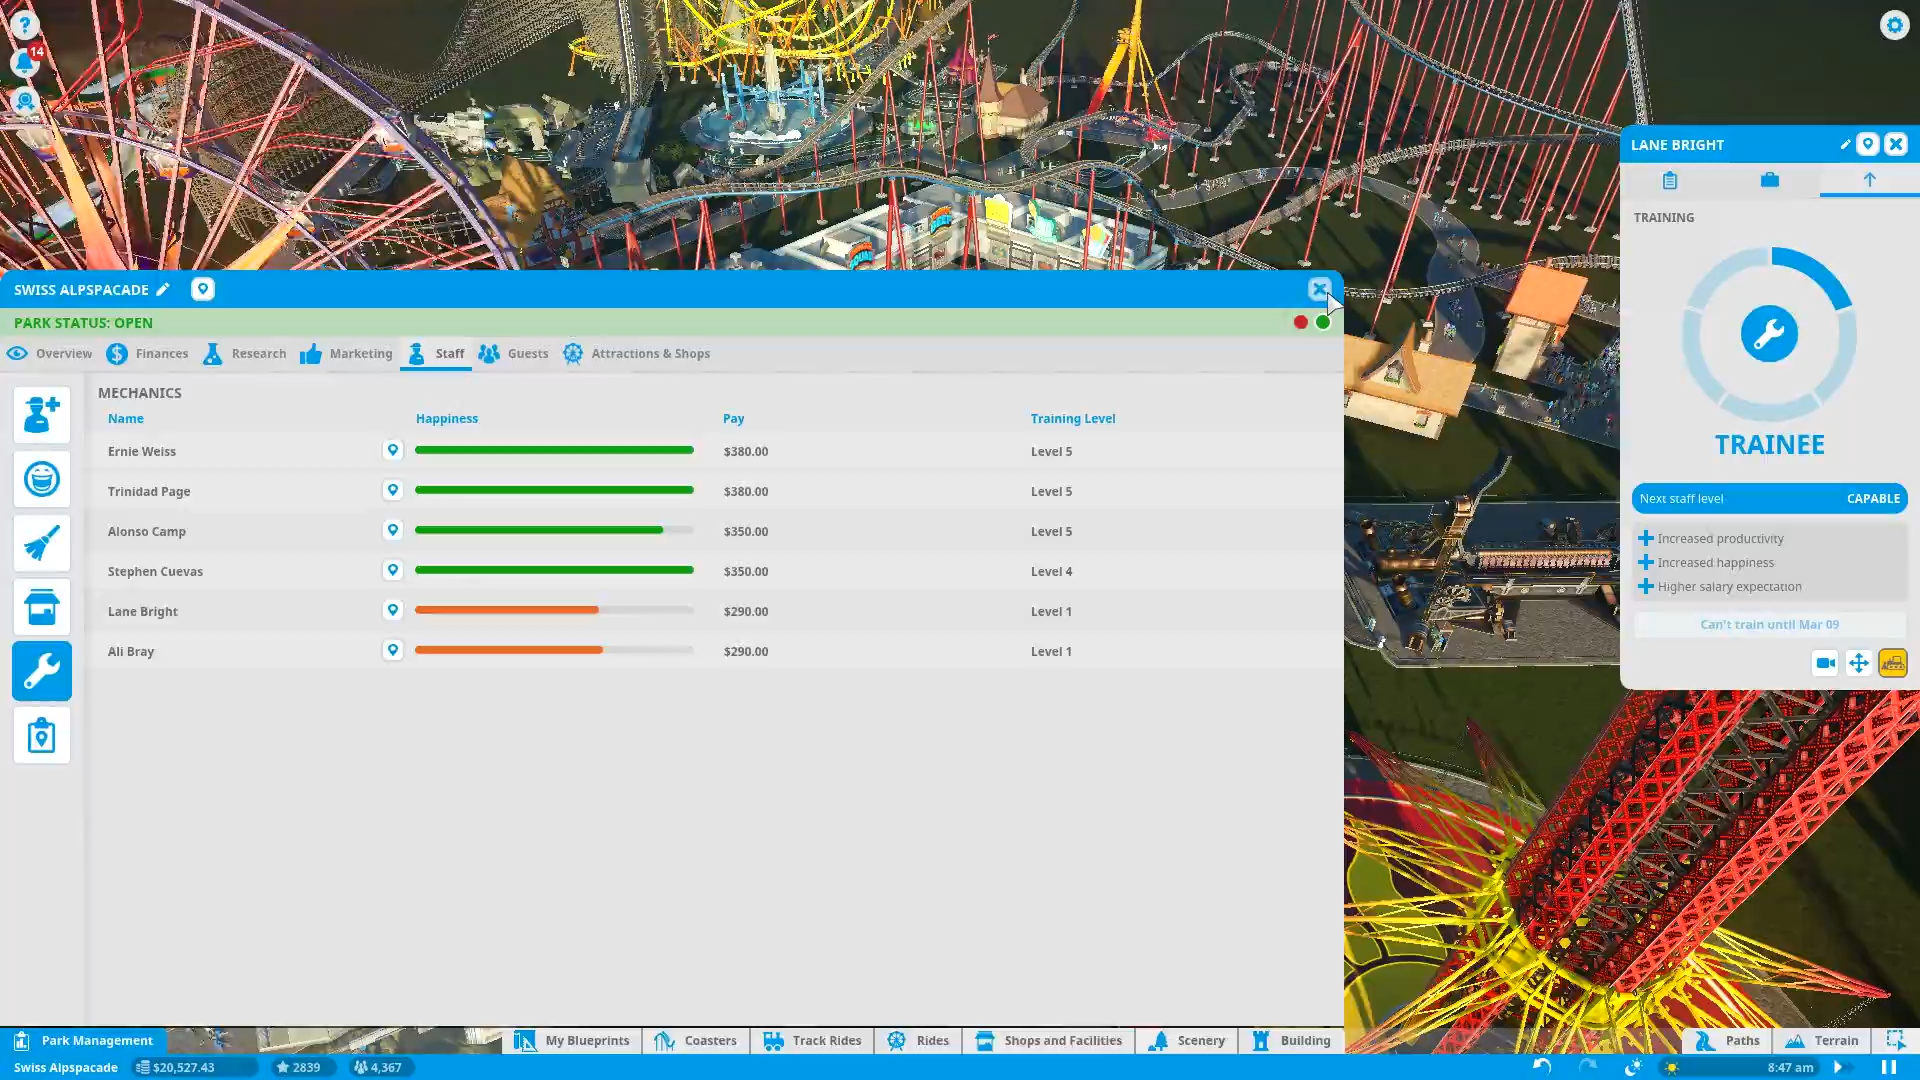 ?
14
SWISS ALPSPACADE
PARK STATUS: OPEN
Overview
Finances
Research
Marketing
Staff
Guests
Attractions & Shops
MECHANICS
Name Happiness Pay Training Level
Ernie Weiss $380.00 Level 5
Trinidad Page $380.00 Level 5
Alonso Camp $350.00 Level 5
Stephen Cuevas $350.00 Level 4
Lane Bright $290.00 Level 1
Ali Bray $290.00 Level 1
LANE BRIGHT
TRAINING
TRAINEE
Next staff level CAPABLE
Increased productivity
Increased happiness
Higher salary expectation
Can't train until Mar 09
Park Management
My Blueprints
Coasters
Track Rides
Rides
Shops and Facilities
Scenery
Building
Paths
Terrain
Swiss Alpspacade $20,527.43 2839 4,367 8:47 am